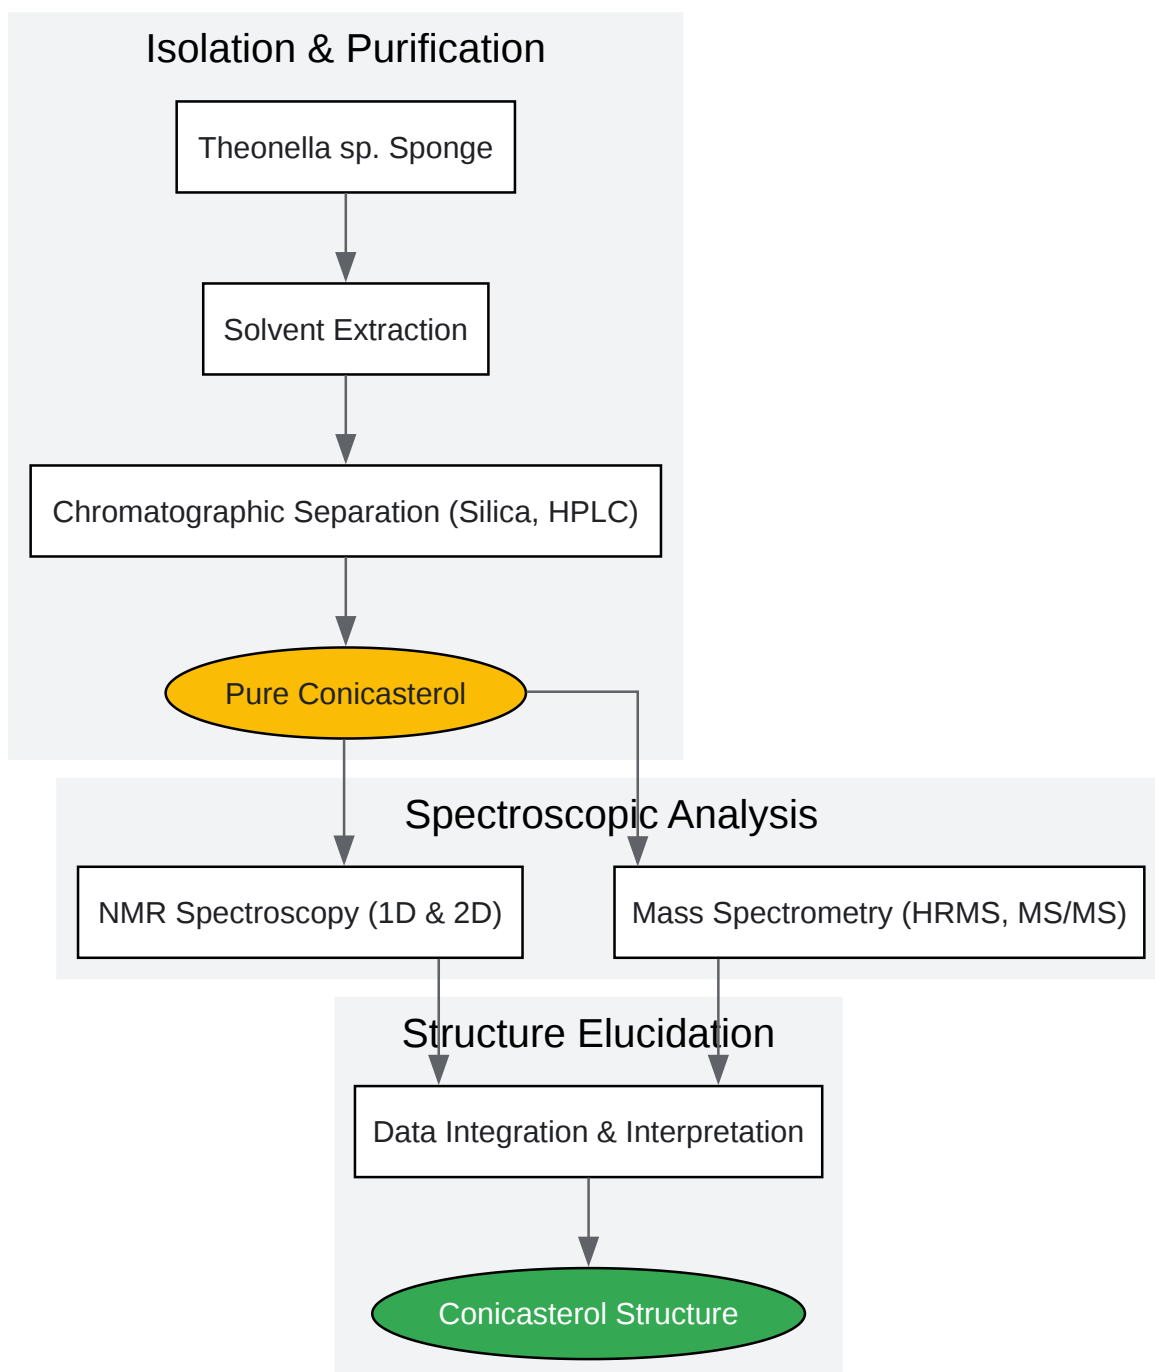 Isolation & Purification
Theonella sp. Sponge
Solvent Extraction
Chromatographic Separation (Silica, HPLC)
Pure Conicasterol
Spectroscopic Analysis
NMR Spectroscopy (1D & 2D)
Mass Spectrometry (HRMS, MS/MS)
Structure Elucidation
Data Integration & Interpretation
Conicasterol Structure